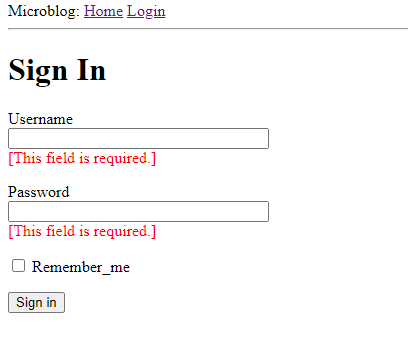 Microblog: Home Login
Sign In
Username
[This field is required.]
Password
[This field is required.]
Remember_me
Sign in